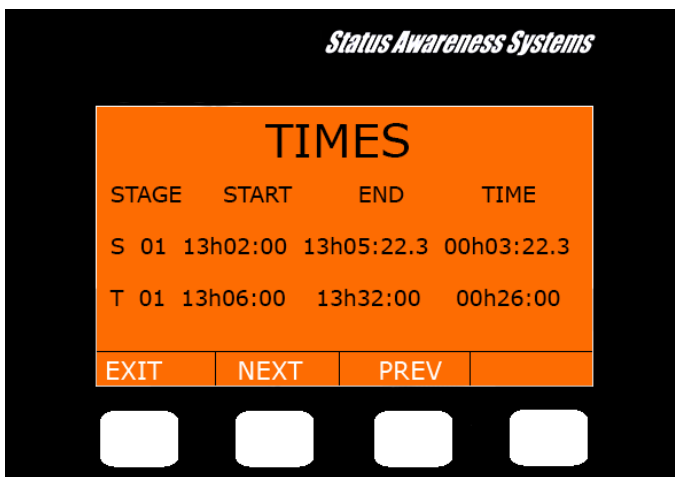 Status Awareness Systems
TIMES
STAGE START END TIME
S 01 13h02:00 13h05:22.3 00h03:22.3
T 01 13h06:00 13h32:00 00h26:00
EXIT NEXT PREV